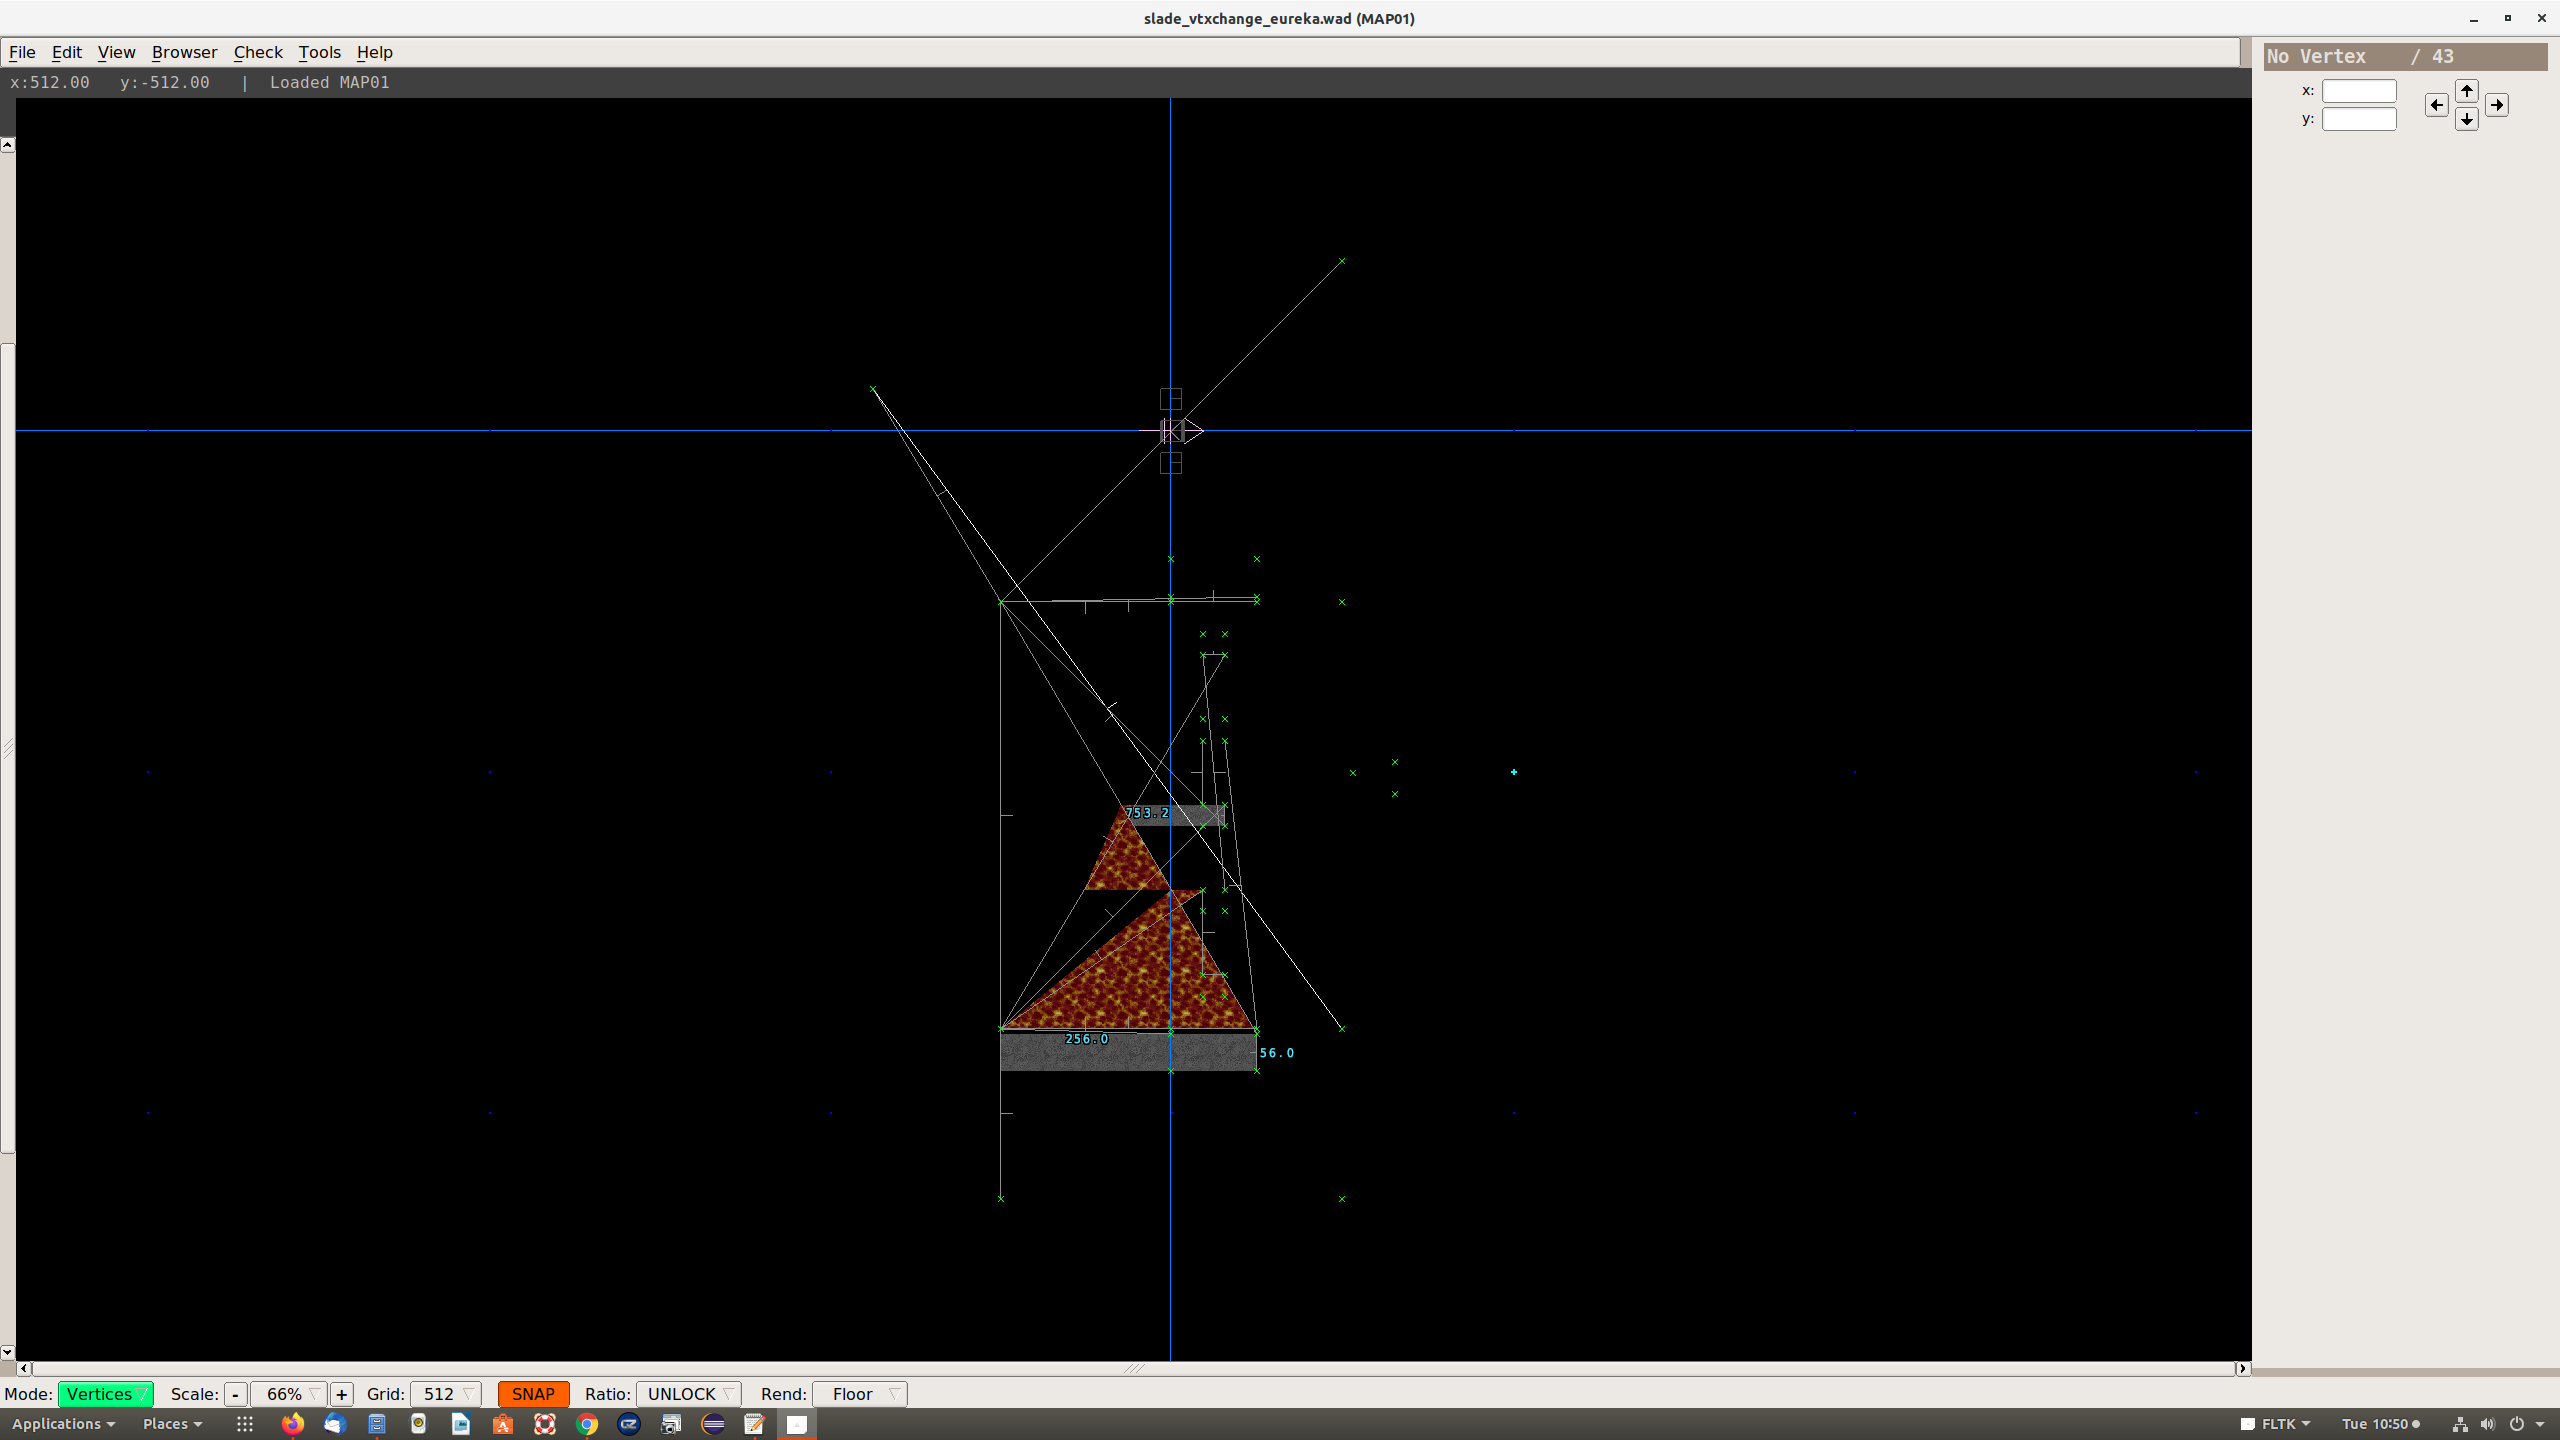 slade_vtxchange_eureka.wad (MAP01)
File Edit View Browser Check Tools Help
No Vertex / 43
x:512.00 y:-512.00 | Loaded MAP01
x:
y:
753.2
256.0
56.0
Mode: Vertices Scale: - 66% + Grid: 512 SNAP Ratio: UNLOCK Rend: Floor
Applications Places FLTK Tue 10:50